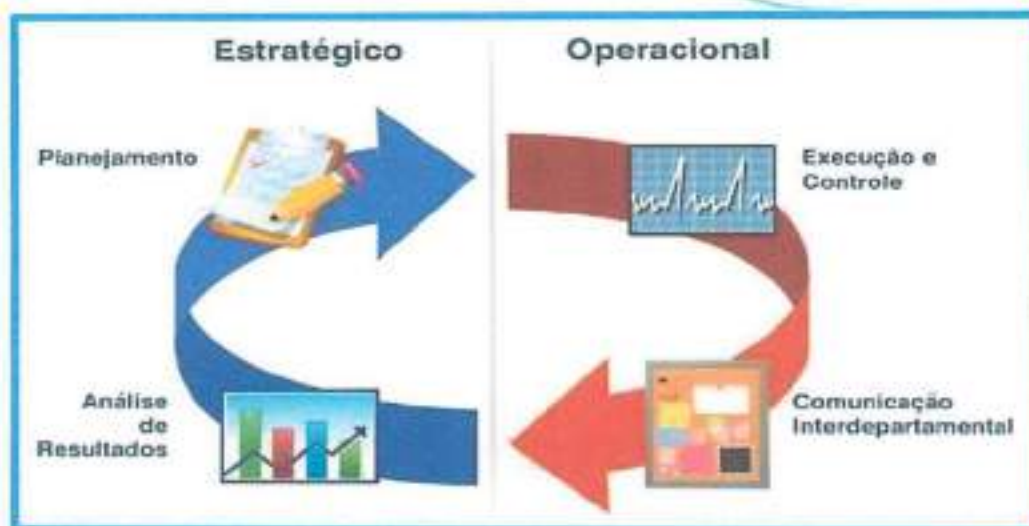 Estratégico
Operacional
Planejamento
Execução e
Controle
Análise
de
Resultados
Comunicação
Interdepartamental